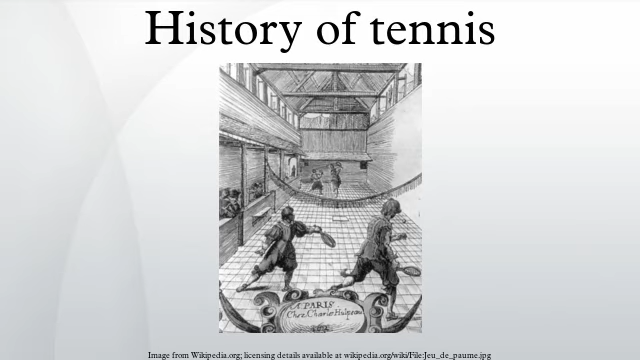 History of tennis
A PARIS
Chez Charles Hulpeau
Image from Wikipedia.org; licensing details available at wikipedia.org/wiki/File:Jeu_de_paume.jpg